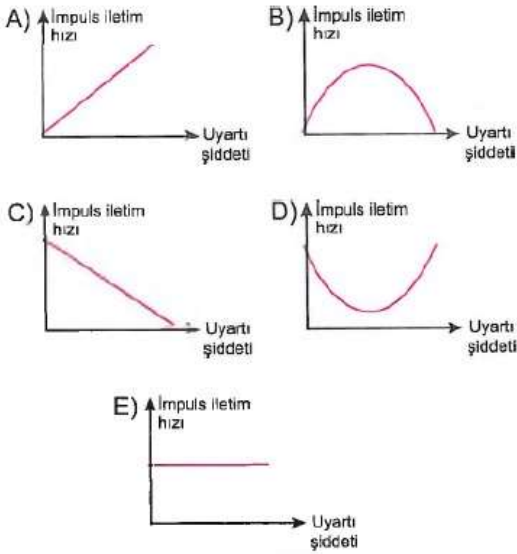 A) İmpuls iletim
hızı
Uyartı
şiddeti
B) İmpuls iletim
hızı
Uyartı
şiddeti
C) İmpuls iletim
hızı
Uyartı
şiddeti
D) İmpuls iletim
hızı
Uyartı
şiddeti
E) İmpuls iletim
hızı
Uyartı
şiddeti